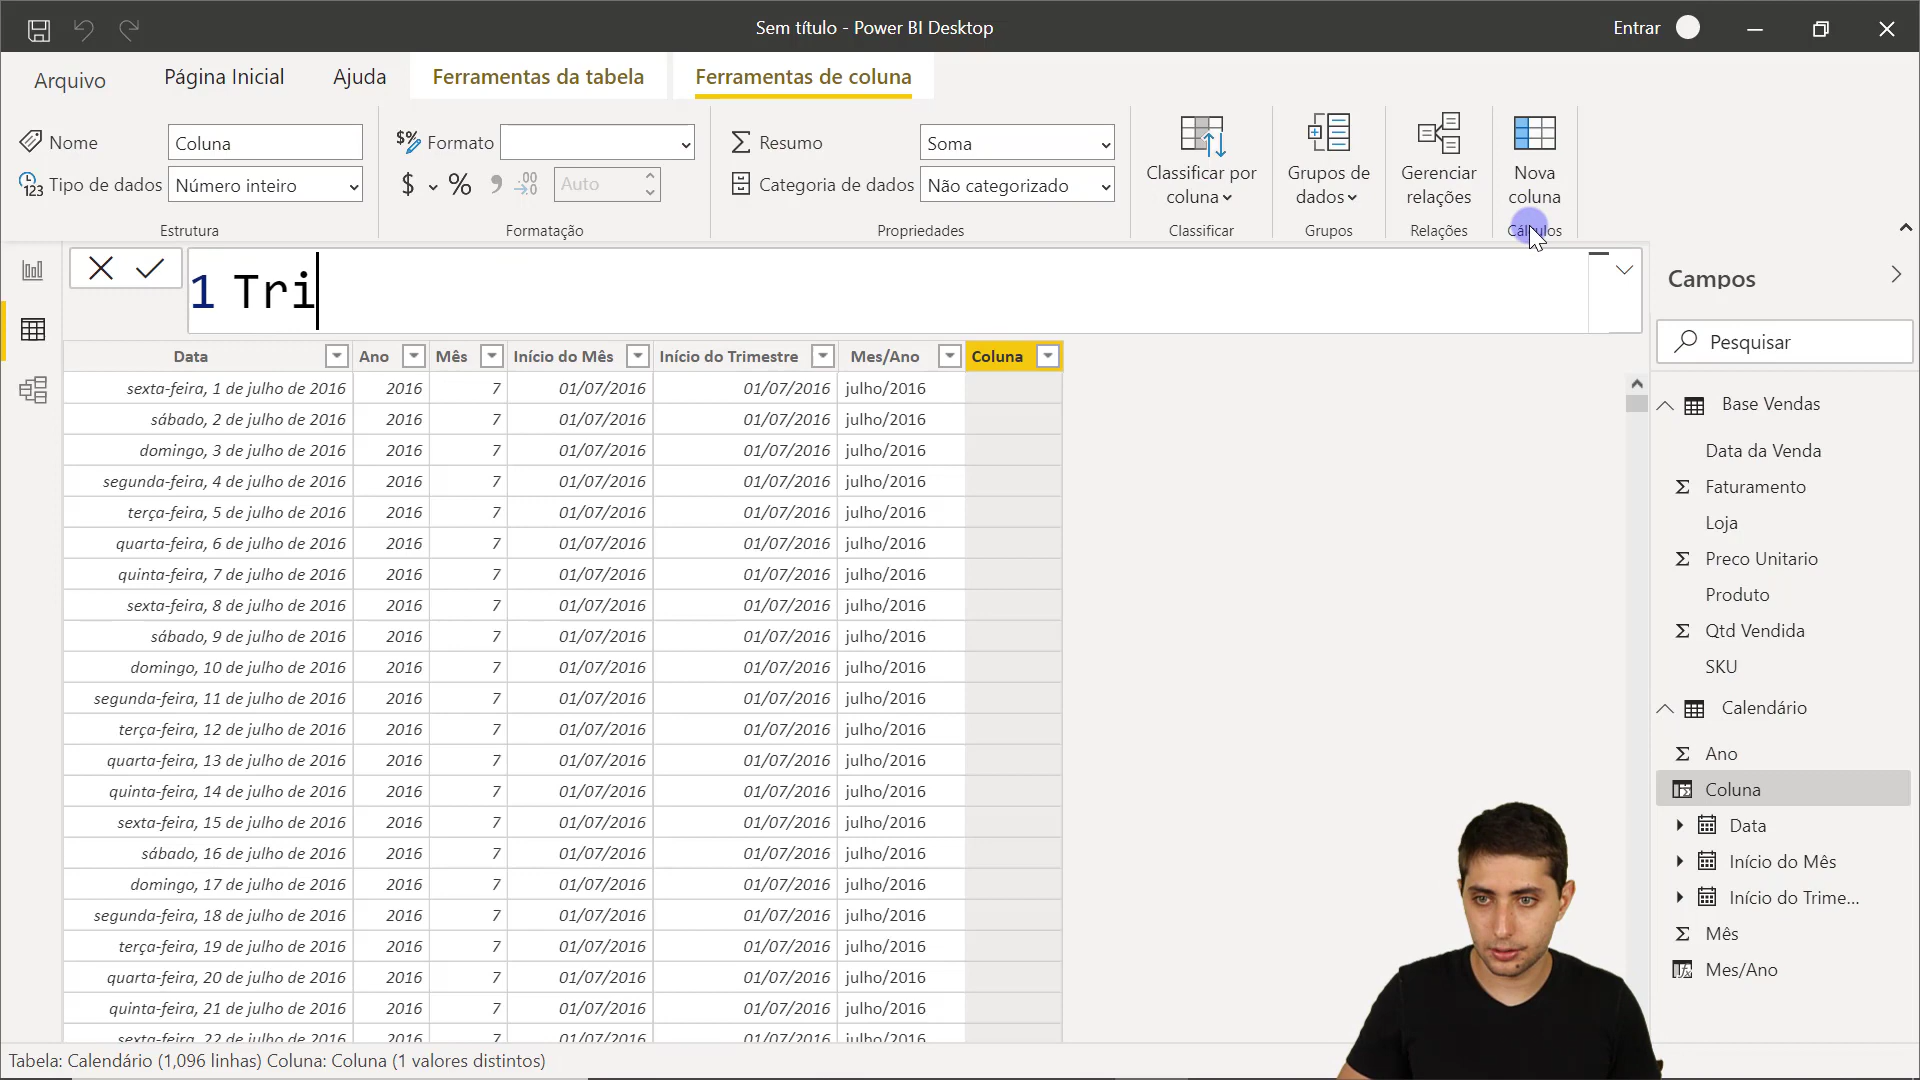 Sem título - Power BI Desktop
Entrar
Arquivo
Página Inicial
Ajuda
Ferramentas da tabela
Ferramentas de coluna
Nome
Coluna
Tipo de dados
Número inteiro
Estrutura
Formato
Auto
Formatação
Resumo
Soma
Categoria de dados
Não categorizado
Propriedades
Classificar por
coluna
Classificar
Grupos de
dados
Grupos
Gerenciar
relações
Relações
Nova
coluna
Cálculos
1 Tri
Data Ano Mês Início do Mês Início do Trimestre Mes/Ano Coluna
sexta-feira, 1 de julho de 2016 2016 7 01/07/2016 01/07/2016 julho/2016
sábado, 2 de julho de 2016 2016 7 01/07/2016 01/07/2016 julho/2016
domingo, 3 de julho de 2016 2016 7 01/07/2016 01/07/2016 julho/2016
segunda-feira, 4 de julho de 2016 2016 7 01/07/2016 01/07/2016 julho/2016
terça-feira, 5 de julho de 2016 2016 7 01/07/2016 01/07/2016 julho/2016
quarta-feira, 6 de julho de 2016 2016 7 01/07/2016 01/07/2016 julho/2016
quinta-feira, 7 de julho de 2016 2016 7 01/07/2016 01/07/2016 julho/2016
sexta-feira, 8 de julho de 2016 2016 7 01/07/2016 01/07/2016 julho/2016
sábado, 9 de julho de 2016 2016 7 01/07/2016 01/07/2016 julho/2016
domingo, 10 de julho de 2016 2016 7 01/07/2016 01/07/2016 julho/2016
segunda-feira, 11 de julho de 2016 2016 7 01/07/2016 01/07/2016 julho/2016
terça-feira, 12 de julho de 2016 2016 7 01/07/2016 01/07/2016 julho/2016
quarta-feira, 13 de julho de 2016 2016 7 01/07/2016 01/07/2016 julho/2016
quinta-feira, 14 de julho de 2016 2016 7 01/07/2016 01/07/2016 julho/2016
sexta-feira, 15 de julho de 2016 2016 7 01/07/2016 01/07/2016 julho/2016
sábado, 16 de julho de 2016 2016 7 01/07/2016 01/07/2016 julho/2016
domingo, 17 de julho de 2016 2016 7 01/07/2016 01/07/2016 julho/2016
segunda-feira, 18 de julho de 2016 2016 7 01/07/2016 01/07/2016 julho/2016
terça-feira, 19 de julho de 2016 2016 7 01/07/2016 01/07/2016 julho/2016
quarta-feira, 20 de julho de 2016 2016 7 01/07/2016 01/07/2016 julho/2016
quinta-feira, 21 de julho de 2016 2016 7 01/07/2016 01/07/2016 julho/2016
sexta-feira, 22 de julho de 2016 2016 7 01/07/2016 01/07/2016 julho/2016
Campos
Pesquisar
Base Vendas
Data da Venda
Faturamento
Loja
Preco Unitario
Produto
Qtd Vendida
SKU
Calendário
Ano
Coluna
Data
Início do Mês
Início do Trime...
Mês
Mes/Ano
Tabela: Calendário (1,096 linhas) Coluna: Coluna (1 valores distintos)